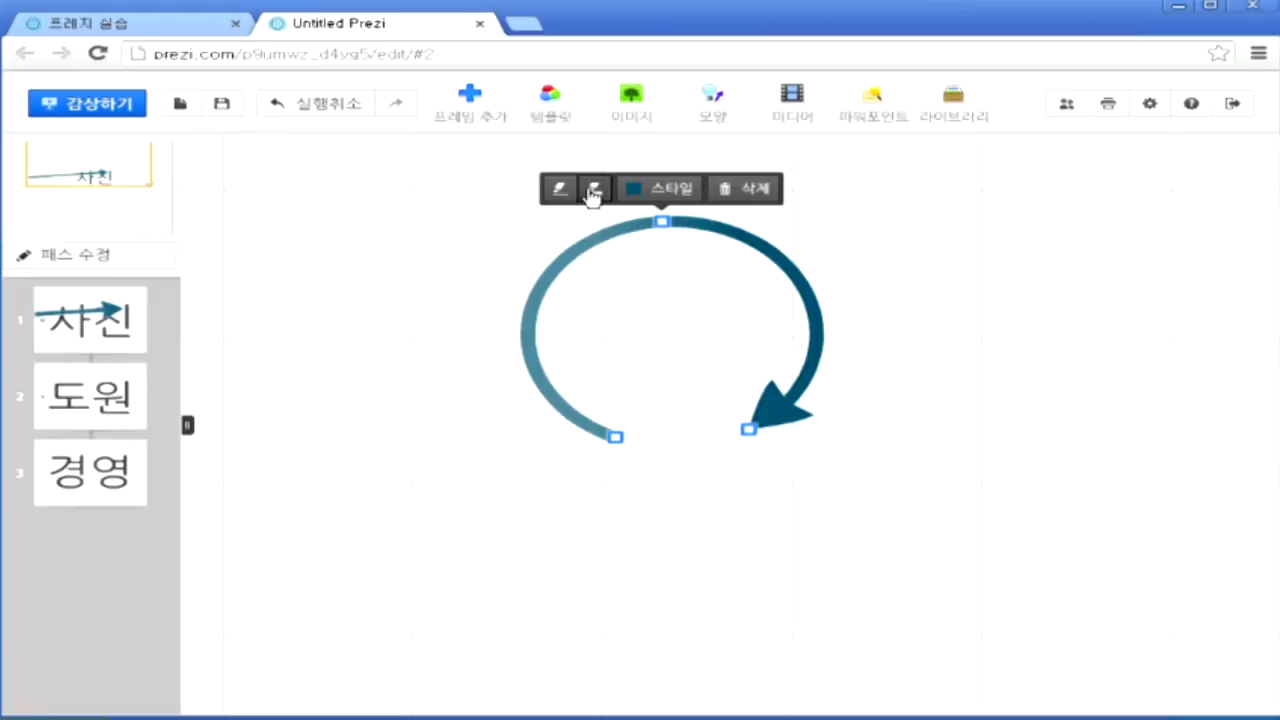 프레지 실습
Untitled Prezi
prezi.com/p9umwz_d4yg5/edit/#2
감상하기
실행취소
프레임 추가
템플릿
이미지
모양
미디어
파워포인트
라이브러리
사진
스타일
삭제
패스 수정
1
사진
2
도원
3
경영